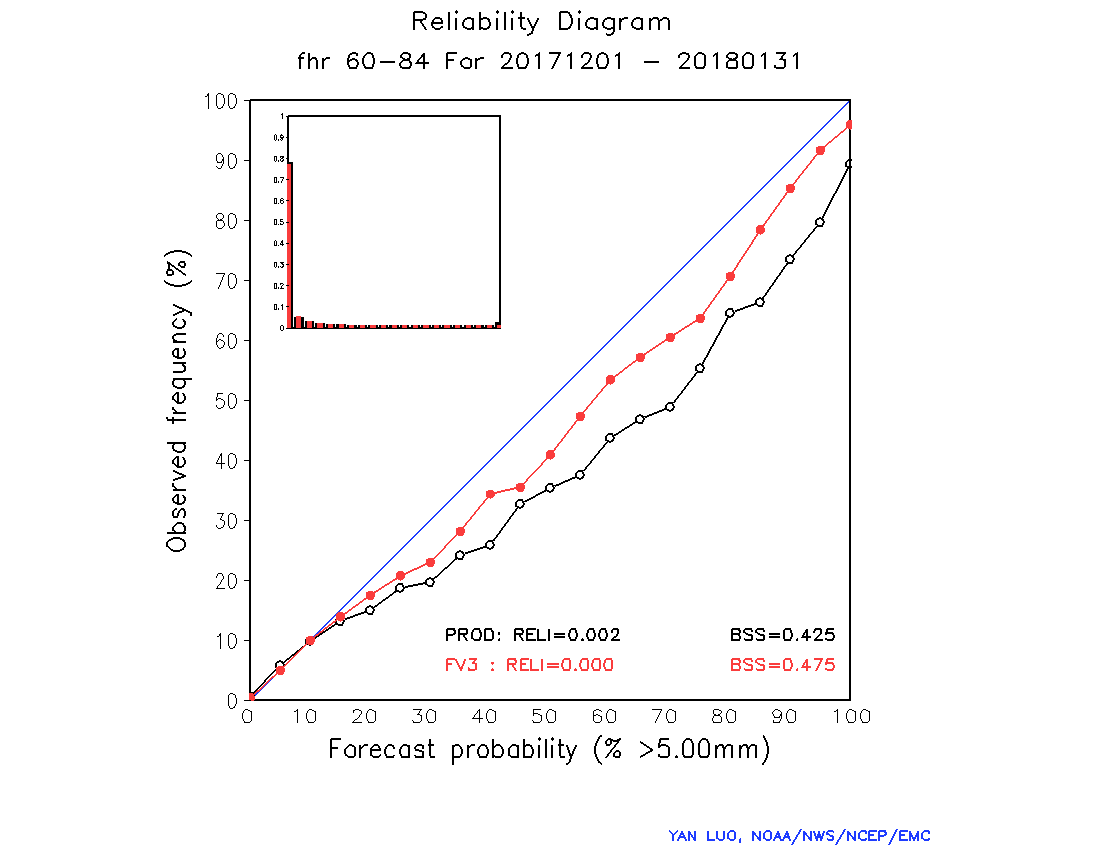 Reliability Diagram
fhr 60-84 For 20171201 - 20180131
100
90
80
70
60
50
40
30
20
10
0
Observed frequency (%)
1
0.9
0.8
0.7
0.6
0.5
0.4
0.3
0.2
0.1
0
PROD: RELI=0.002 BSS=0.425
FV3 : RELI=0.000 BSS=0.475
0 10 20 30 40 50 60 70 80 90 100
Forecast probability (% >5.00mm)
YAN LUO, NOAA/NWS/NCEP/EMC